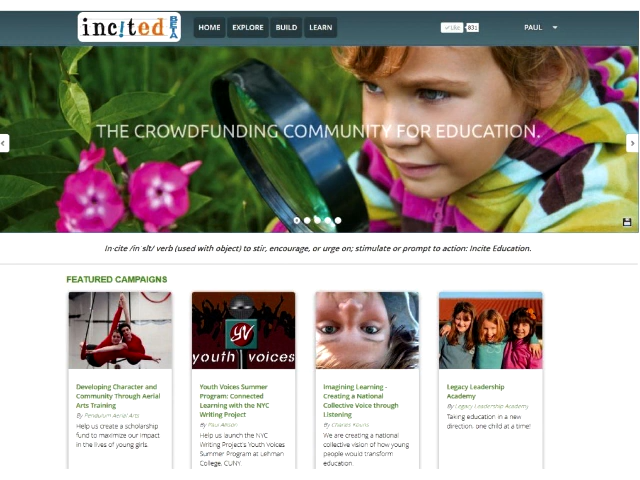 inc!ted BETA
HOME EXPLORE BUILD LEARN
PAUL
THE CROWDFUNDING COMMUNITY FOR EDUCATION.
In·cite /in ˈsīt/ verb (used with object) to stir, encourage, or urge on; stimulate or prompt to action: Incite Education.
FEATURED CAMPAIGNS
YV
youth voices
Developing Character and
Community Through Aerial
Arts Training
By Pendulum Aerial Arts
Help us create a scholarship
fund to maximize our impact
in the lives of young girls.
Youth Voices Summer
Program: Connected
Learning with the NYC
Writing Project
By Paul Allison
Help us launch the NYC
Writing Project's Youth Voices
Summer Program at Lehman
College, CUNY
Imagining Learning -
Creating a National
Collective Voice through
Listening
By Charles Kouns
We are creating a national
collective vision of how young
people would transform
education.
Legacy Leadership
Academy
By Legacy Leadership Academy
Taking education in a new
direction, one child at a time!